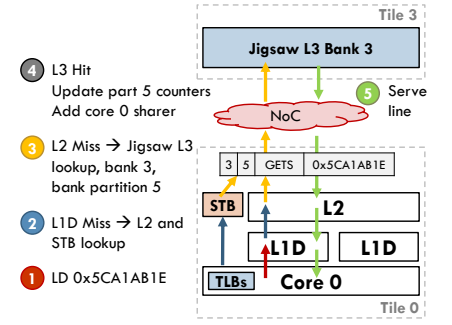 Tile 3
Jigsaw L3 Bank 3
4 L3 Hit
Update part 5 counters
Add core 0 sharer
5 Serve
line
NoC
3 L2 Miss → Jigsaw L3
lookup, bank 3,
bank partition 5
3 5 GETS 0x5CA1AB1E
STB
L2
2 L1D Miss → L2 and
STB lookup
L1D
L1D
1 LD 0x5CA1AB1E
TLBs
Core 0
Tile 0